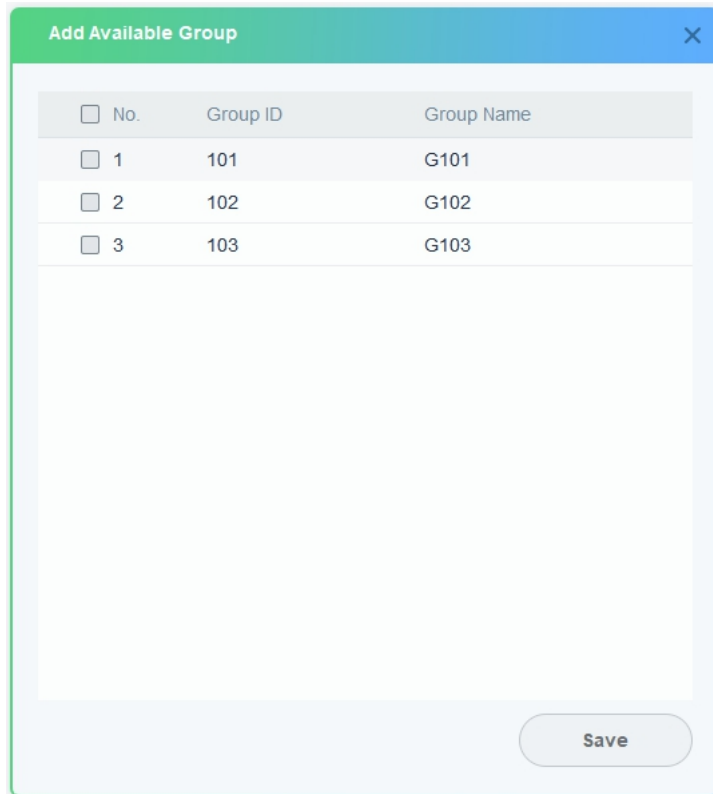 Add Available Group
No. Group ID Group Name
1 101 G101
2 102 G102
3 103 G103
Save